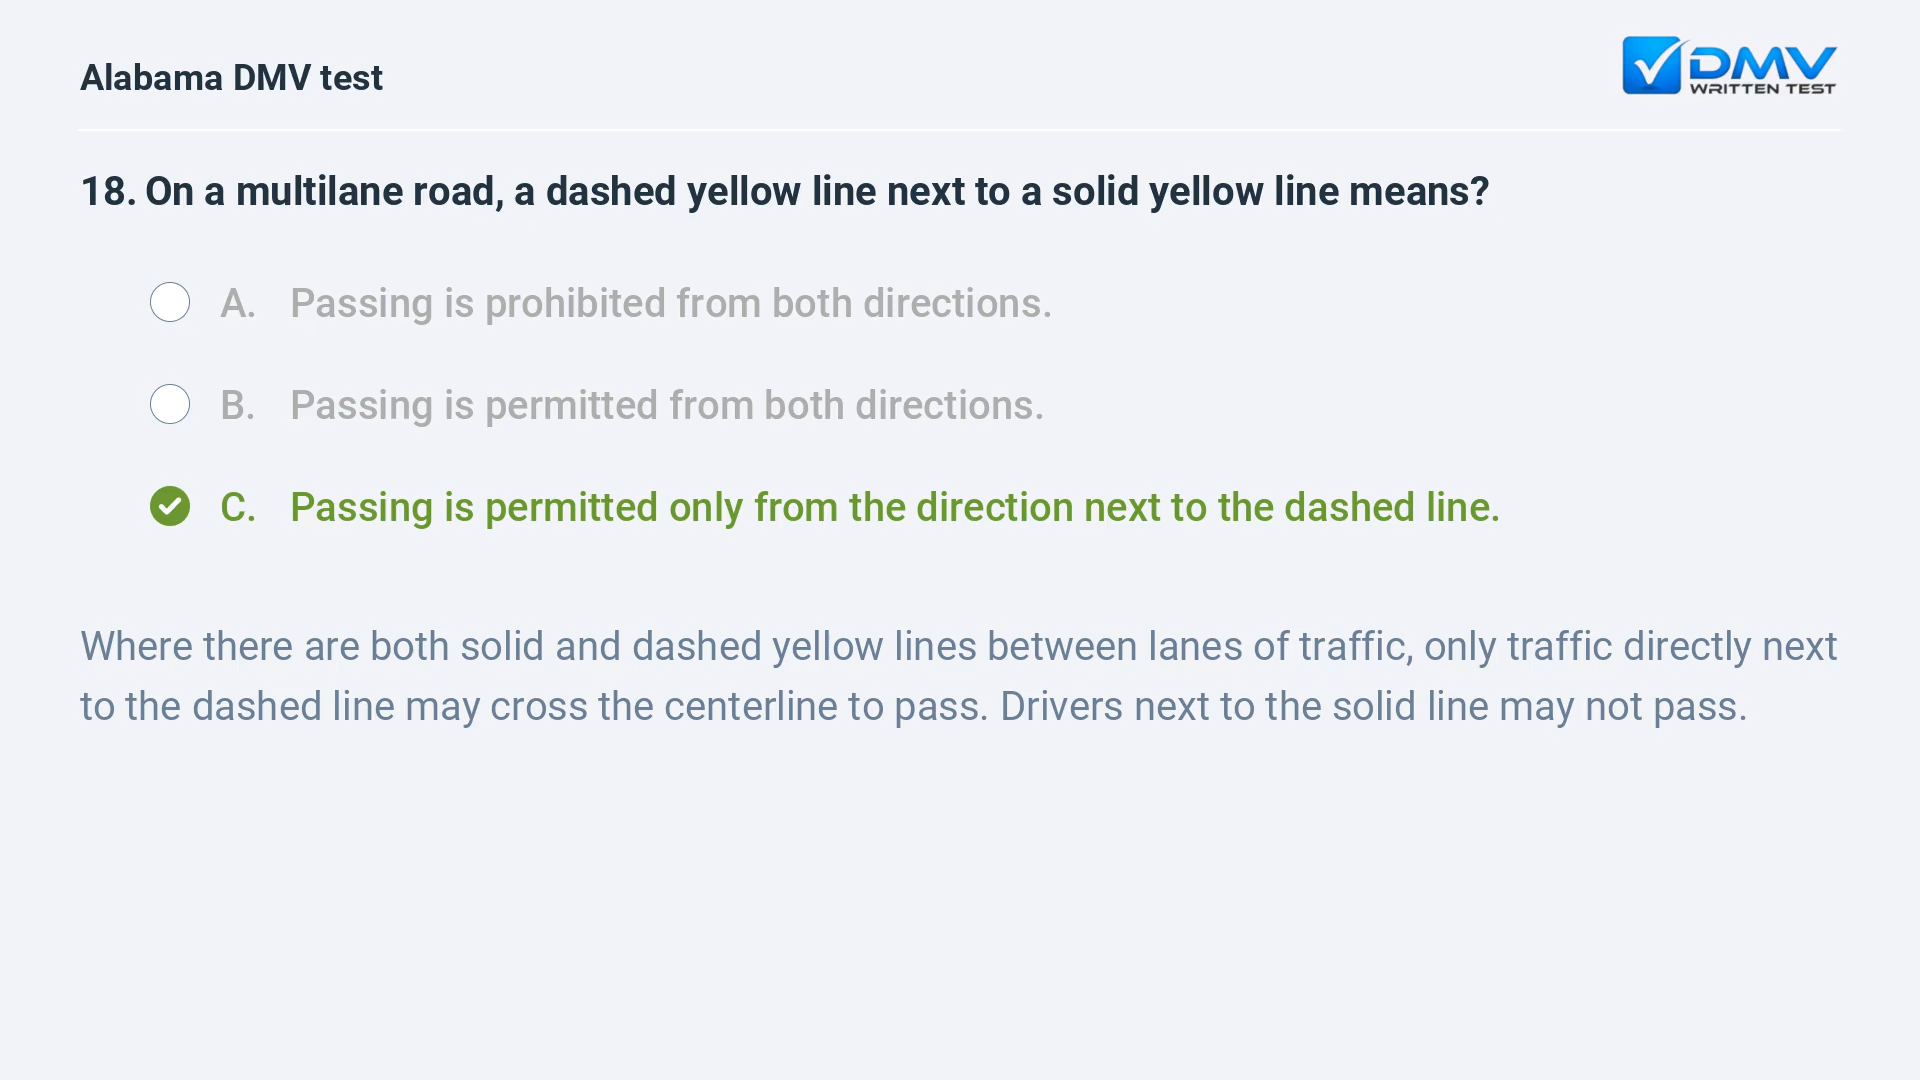 Alabama DMV test
DMV
WRITTEN TEST
18. On a multilane road, a dashed yellow line next to a solid yellow line means?
A. Passing is prohibited from both directions.
B. Passing is permitted from both directions.
C. Passing is permitted only from the direction next to the dashed line.
Where there are both solid and dashed yellow lines between lanes of traffic, only traffic directly next
to the dashed line may cross the centerline to pass. Drivers next to the solid line may not pass.